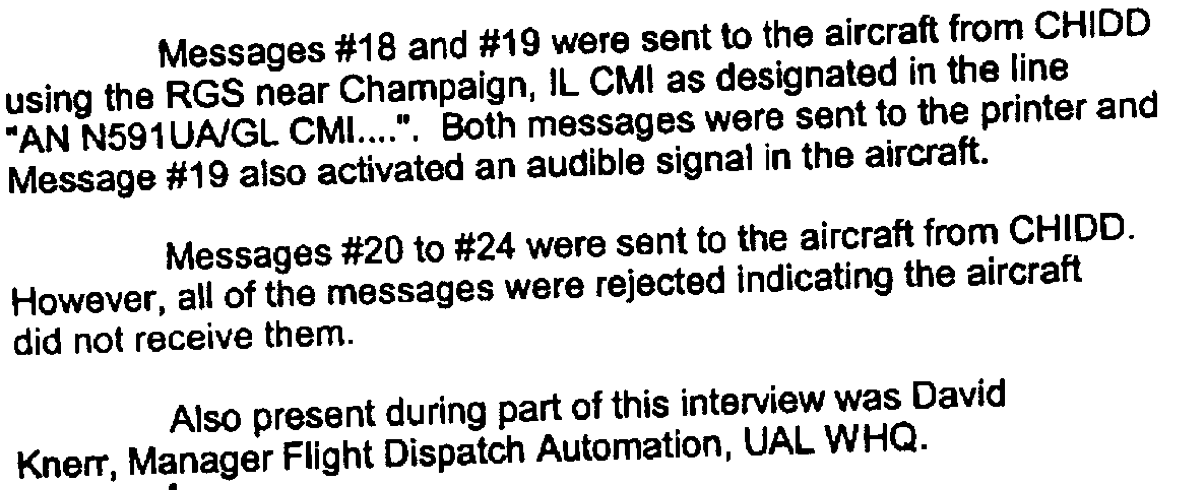 Messages #18 and #19 were sent to the aircraft from CHIDD
using the RGS near Champaign, IL CMI as designated in the line
"AN N591UA/GL CMI....". Both messages were sent to the printer and
Message #19 also activated an audible signal in the aircraft.
Messages #20 to #24 were sent to the aircraft from CHIDD.
However, all of the messages were rejected indicating the aircraft
did not receive them.
Also present during part of this interview was David
Knerr, Manager Flight Dispatch Automation, UAL WHQ.